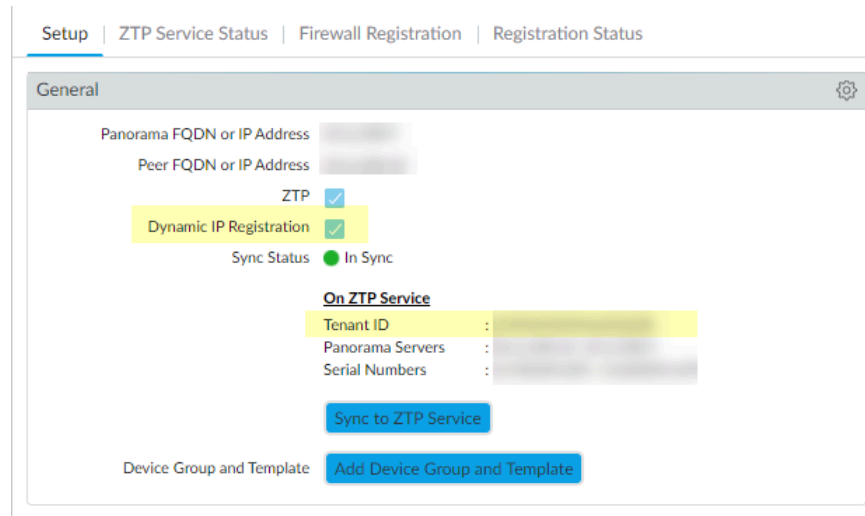 Setup | ZTP Service Status | Firewall Registration | Registration Status
General
Panorama FQDN or IP Address
Peer FQDN or IP Address
ZTP
Dynamic IP Registration
Sync Status In Sync
On ZTP Service
Tenant ID :
Panorama Servers :
Serial Numbers :
Sync to ZTP Service
Device Group and Template Add Device Group and Template